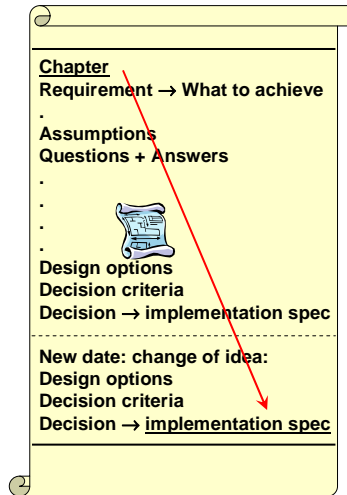 Chapter
Requirement → What to achieve
.
Assumptions
Questions + Answers
.
.
.
.
Design options
Decision criteria
Decision → implementation spec
New date: change of idea:
Design options
Decision criteria
Decision → implementation spec